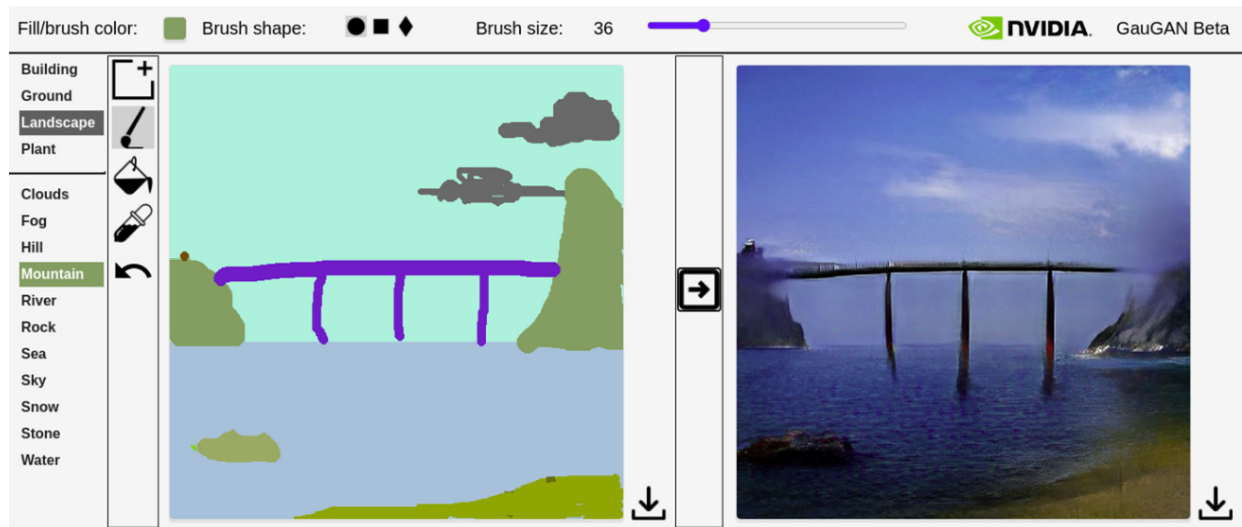 Fill/brush color: Brush shape: Brush size: 36 NVIDIA. GauGAN Beta
Building
Ground
Landscape
Plant
Clouds
Fog
Hill
Mountain
River
Rock
Sea
Sky
Snow
Stone
Water